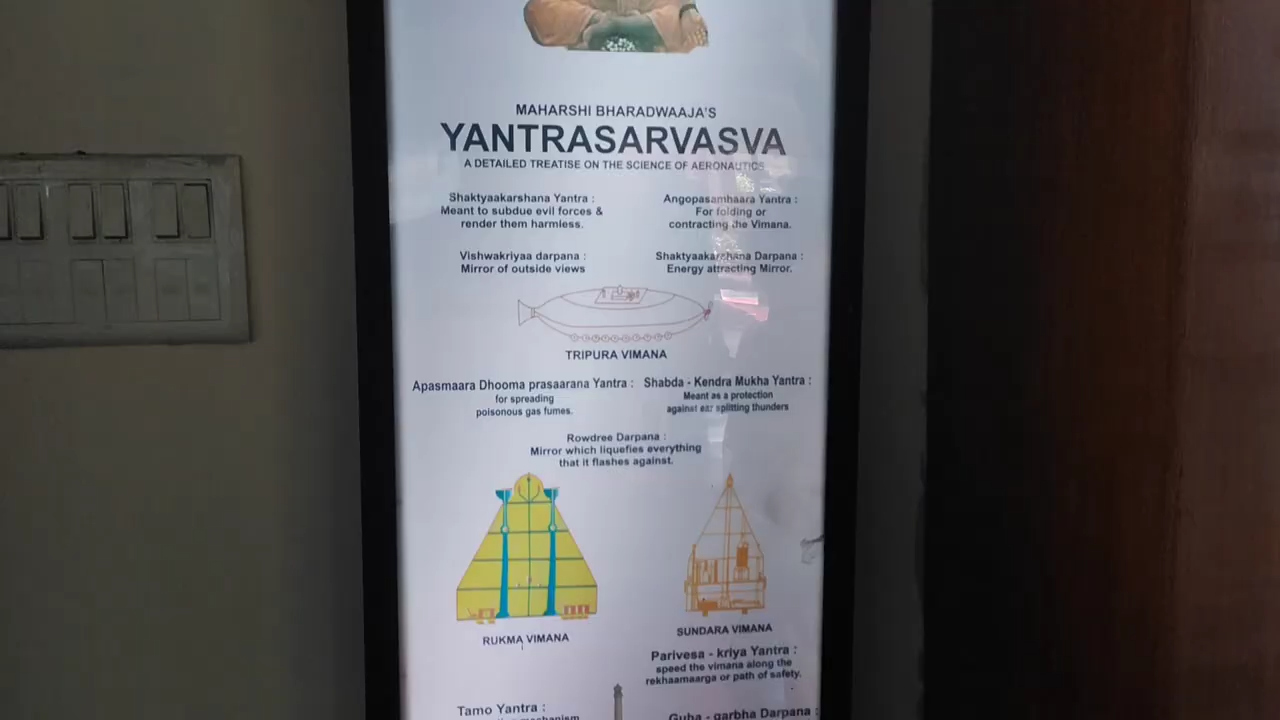 MAHARSHI BHARADWAAJA'S
YANTRASARVASVA
A DETAILED TREATISE ON THE SCIENCE OF AERONAUTICS
Shaktyaakarshana Yantra :
Meant to subdue evil forces &
render them harmless.
Angopasamhaara Yantra :
For folding or
contracting the Vimana.
Vishwakriyaa darpana :
Mirror of outside views
Shaktyaakarshana Darpana :
Energy attracting Mirror.
TRIPURA VIMANA
Apasmaara Dhooma prasaarana Yantra :
for spreading
poisonous gas fumes.
Shabda - Kendra Mukha Yantra :
Meant as a protection
against ear splitting thunders
Rowdree Darpana :
Mirror which liquefies everything
that it flashes against.
RUKMA VIMANA
SUNDARA VIMANA
Parivesa - kriya Yantra :
speed the vimana along the
rekhaamaarga or path of safety.
Tamo Yantra :
mechanism
Guha - garbha Darpana :